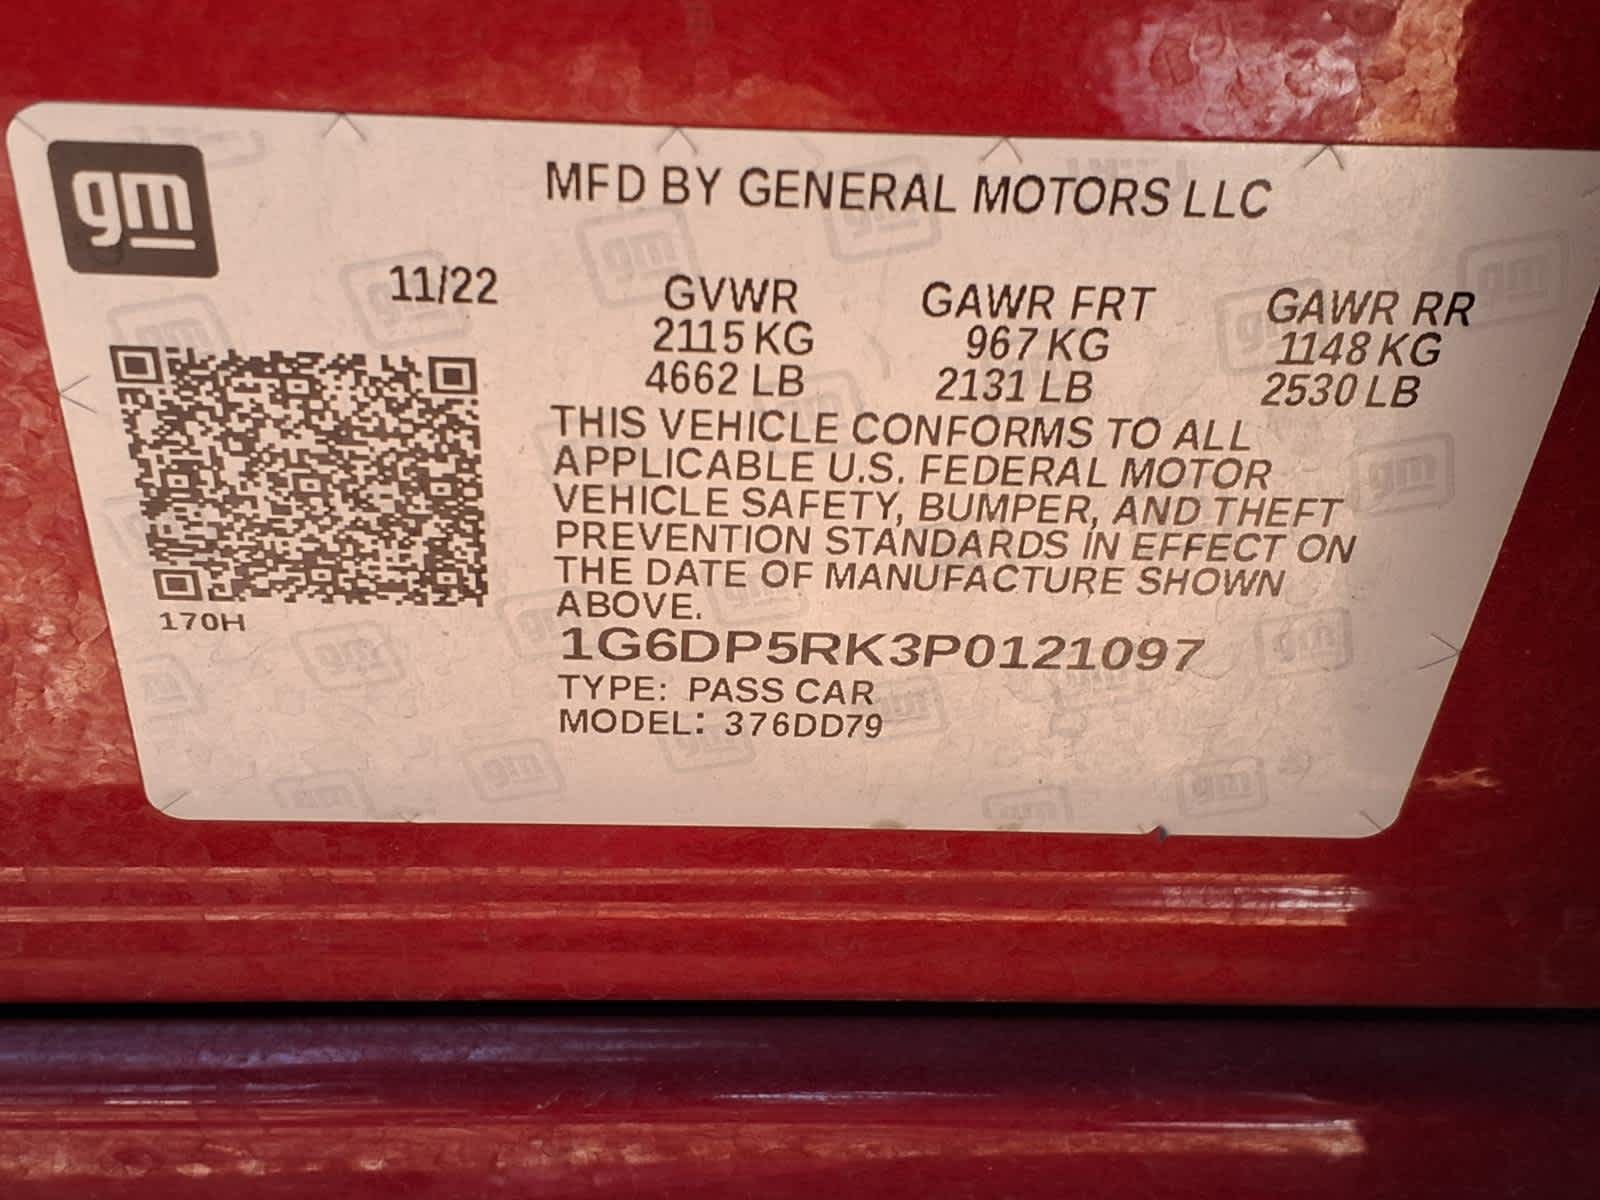 gm
MFD BY GENERAL MOTORS LLC
11/22
GVWR GAWR FRT GAWR RR
2115 KG 967 KG 1148 KG
4662 LB 2131 LB 2530 LB
THIS VEHICLE CONFORMS TO ALL
APPLICABLE U.S. FEDERAL MOTOR
VEHICLE SAFETY, BUMPER, AND THEFT
PREVENTION STANDARDS IN EFFECT ON
THE DATE OF MANUFACTURE SHOWN
ABOVE.
170H
1G6DP5RK3P0121097
TYPE: PASS CAR
MODEL: 376DD79